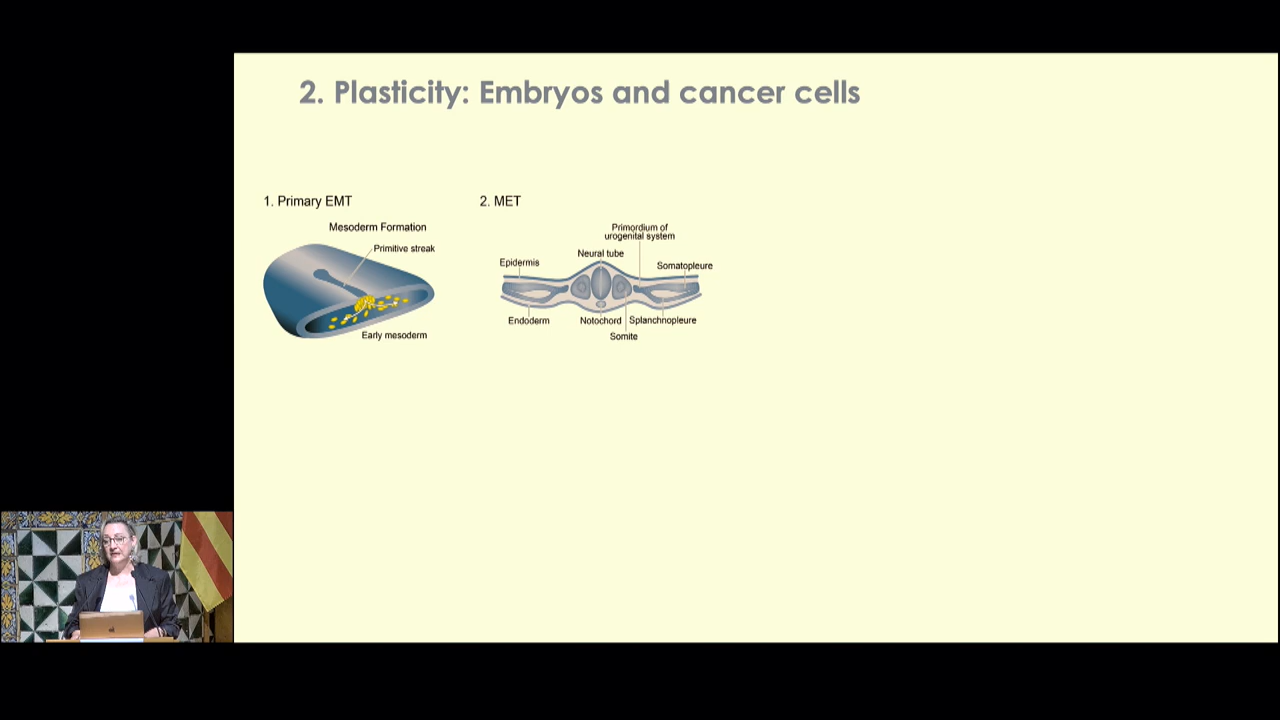 2. Plasticity: Embryos and cancer cells
1. Primary EMT
Mesoderm Formation
Primitive streak
Early mesoderm
2. MET
Primordium of
urogenital system
Neural tube
Epidermis
Somatopleure
Endoderm
Notochord
Splanchnopleure
Somite